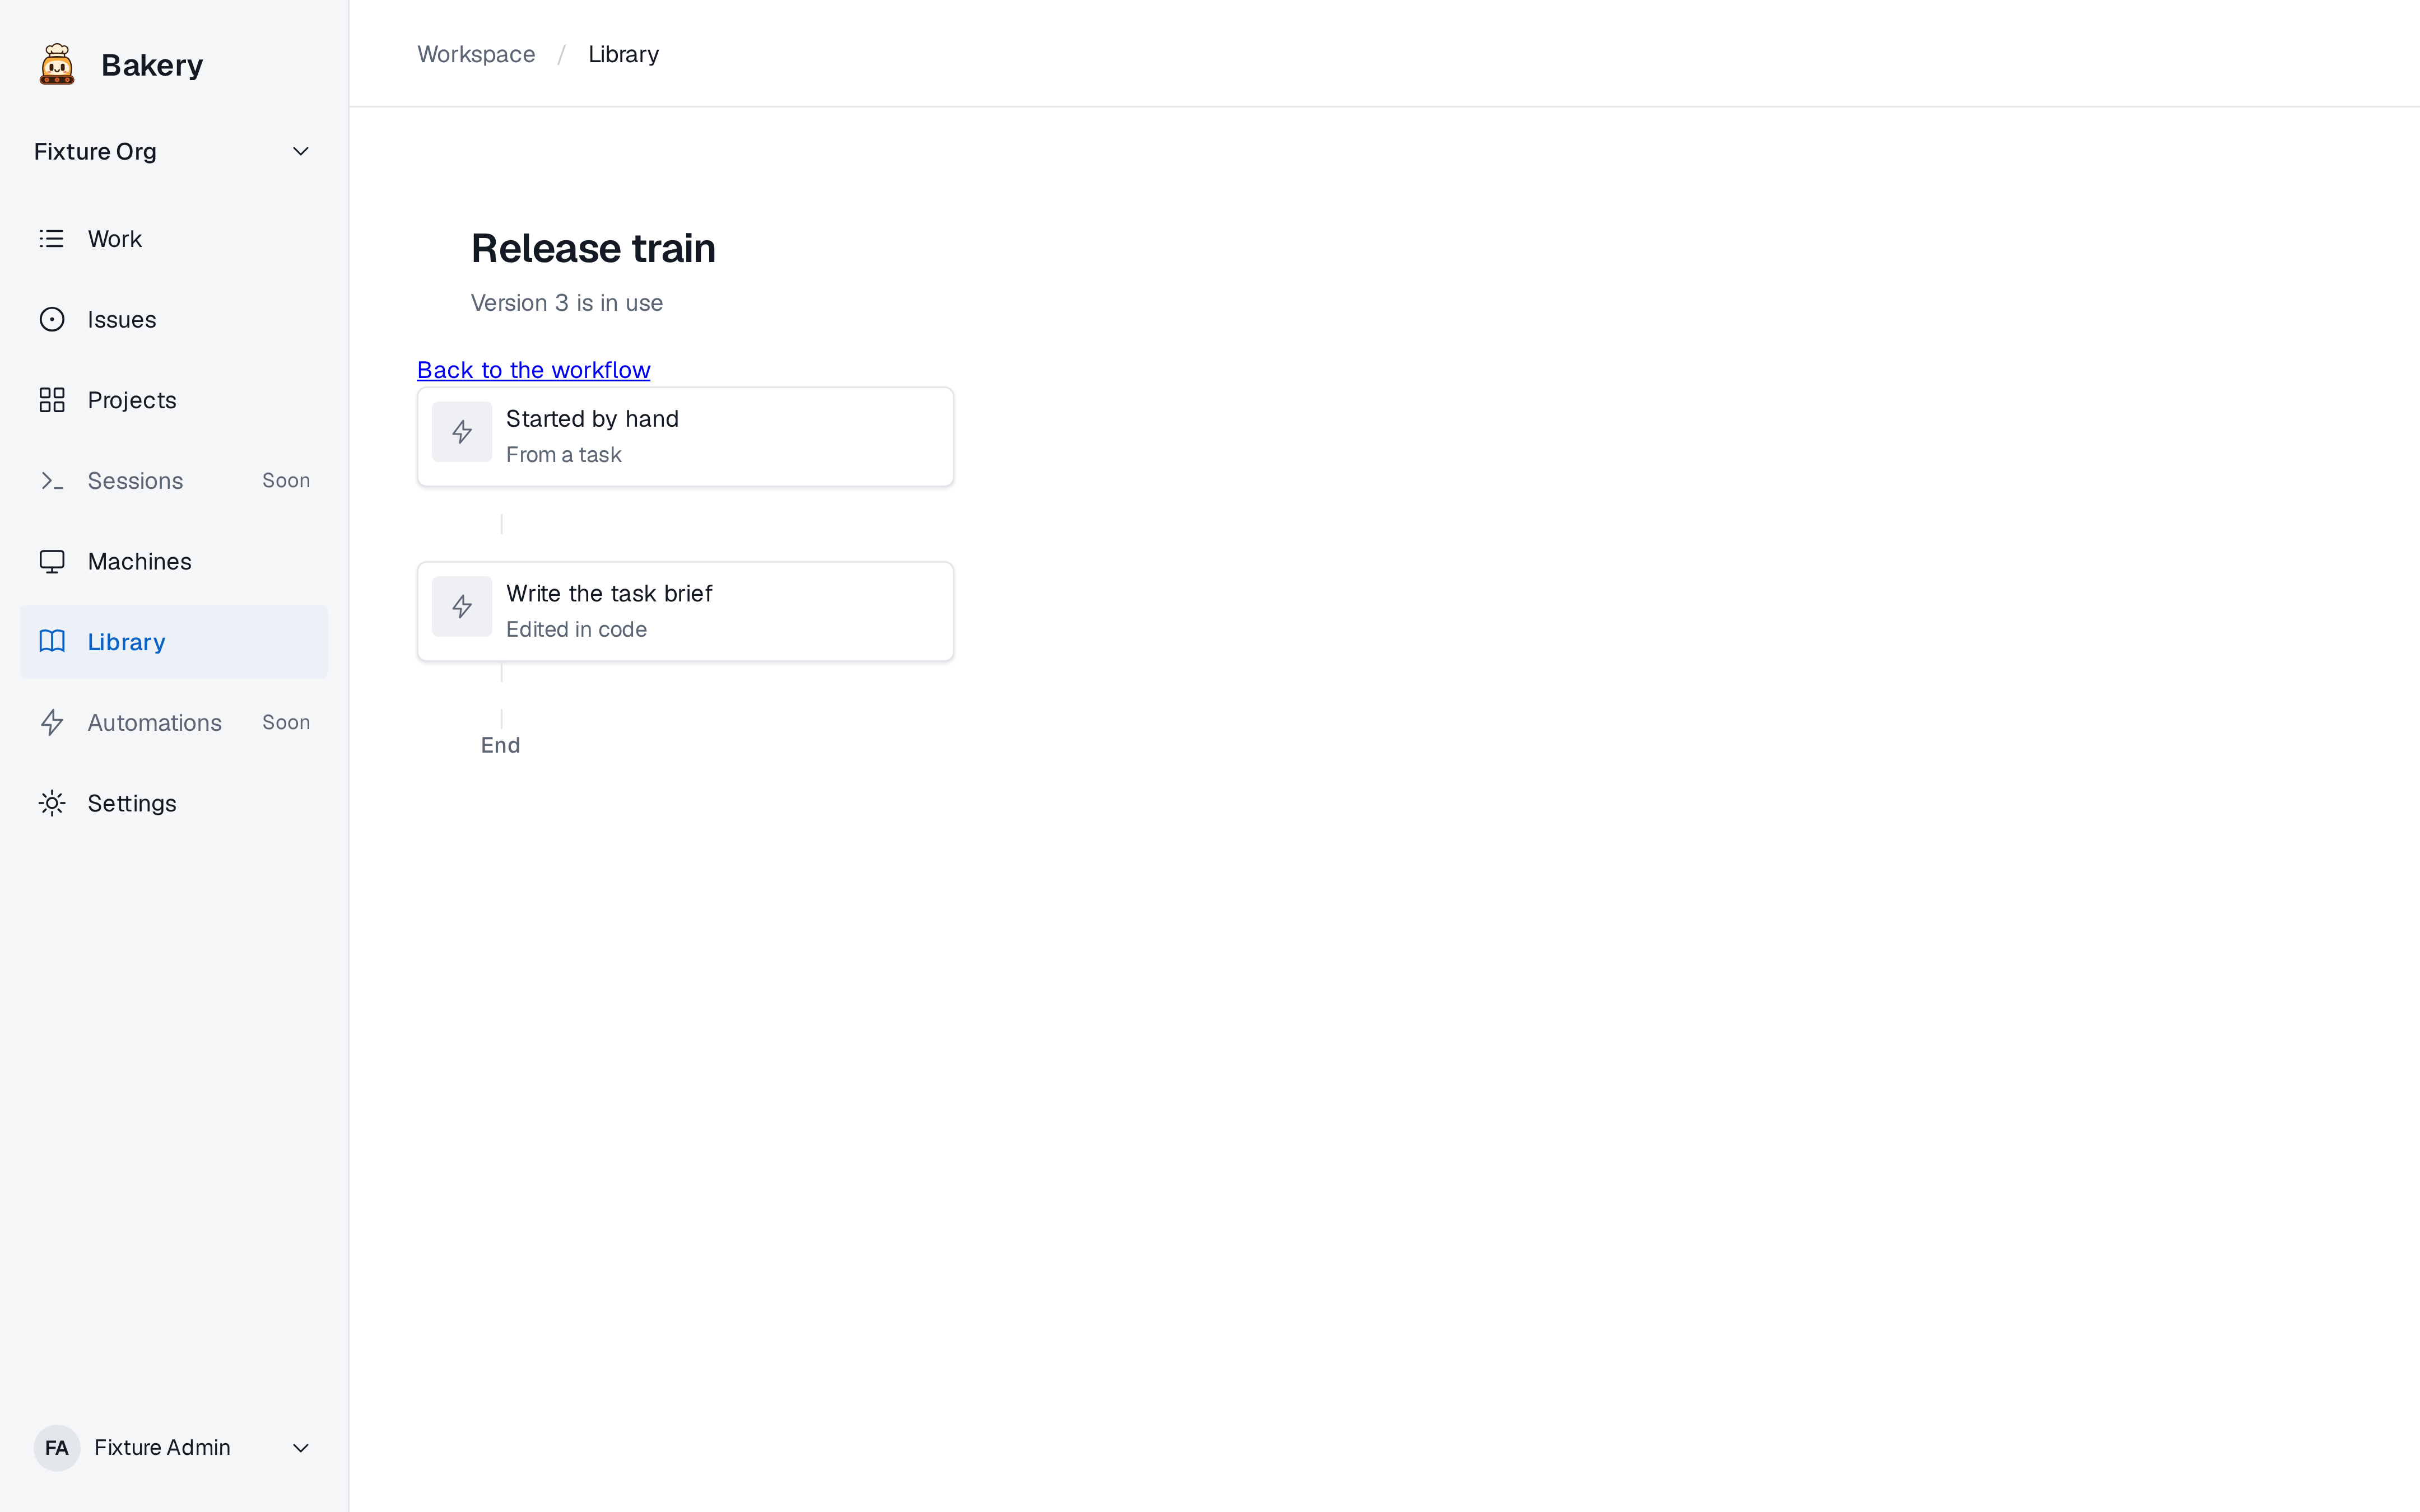 Bakery
Fixture Org
Work
Issues
Projects
Sessions Soon
Machines
Library
Automations Soon
Settings
FA Fixture Admin
Workspace / Library
Release train
Version 3 is in use
Back to the workflow
Started by hand
From a task
Write the task brief
Edited in code
End